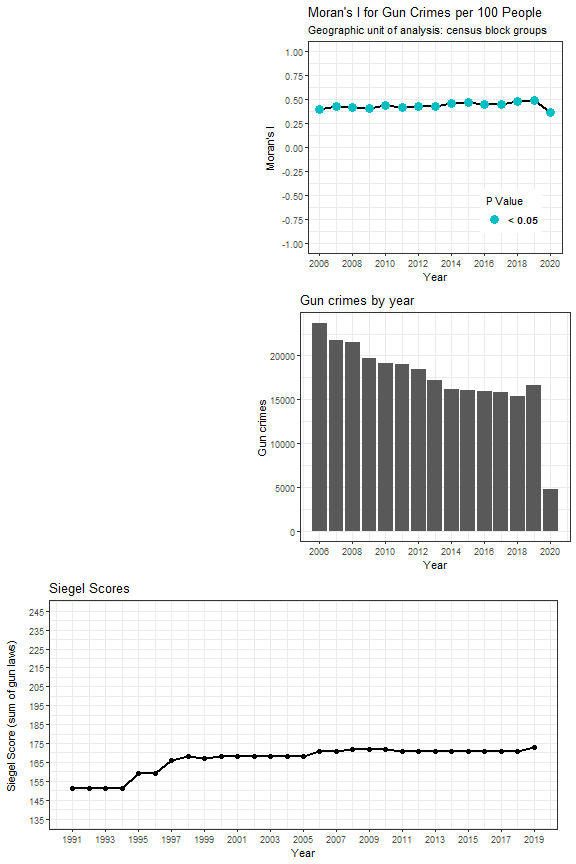 Moran's I for Gun Crimes per 100 People
Geographic unit of analysis: census block groups
1.00
0.75
0.50
0.25
0.00
-0.25
-0.50
-0.75
-1.00
Moran's I
P Value
< 0.05
2006 2008 2010 2012 2014 2016 2018 2020
Year
Gun crimes by year
20000
15000
10000
5000
0
Gun crimes
2006 2008 2010 2012 2014 2016 2018 2020
Year
Siegel Scores
245
235
225
215
205
195
185
175
165
155
145
135
Siegel Score (sum of gun laws)
1991 1993 1995 1997 1999 2001 2003 2005 2007 2009 2011 2013 2015 2017 2019
Year